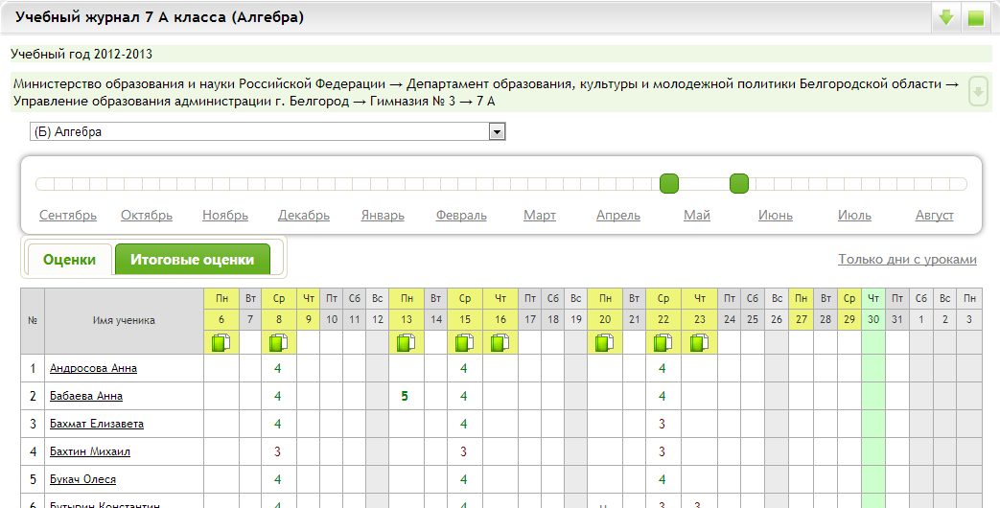 Учебный журнал 7 А класса (Алгебра)
Учебный год 2012-2013
Министерство образования и науки Российской Федерации → Департамент образования, культуры и молодежной политики Белгородской области →
Управление образования администрации г. Белгород → Гимназия № 3 → 7 А
(Б) Алгебра
Сентябрь Октябрь Ноябрь Декабрь Январь Февраль Март Апрель Май Июнь Июль Август
Оценки Итоговые оценки Только дни с уроками
Пн Вт Ср Чт Пт Сб Вс Пн Вт Ср Чт Пт Сб Вс Пн Вт Ср Чт Пт Сб Вс Пн Вт Ср Чт Пт Сб Вс Пн
№ Имя ученика 6 7 8 9 10 11 12 13 14 15 16 17 18 19 20 21 22 23 24 25 26 27 28 29 30 31 1 2 3
1 Андросова Анна 4 4 4
2 Бабаева Анна 4 5 4 4
3 Бахмат Елизавета 4 4 3
4 Бахтин Михаил 3 3 3
5 Букач Олеся 4 4 4
6 Бутырин Константин 4 4 3 3